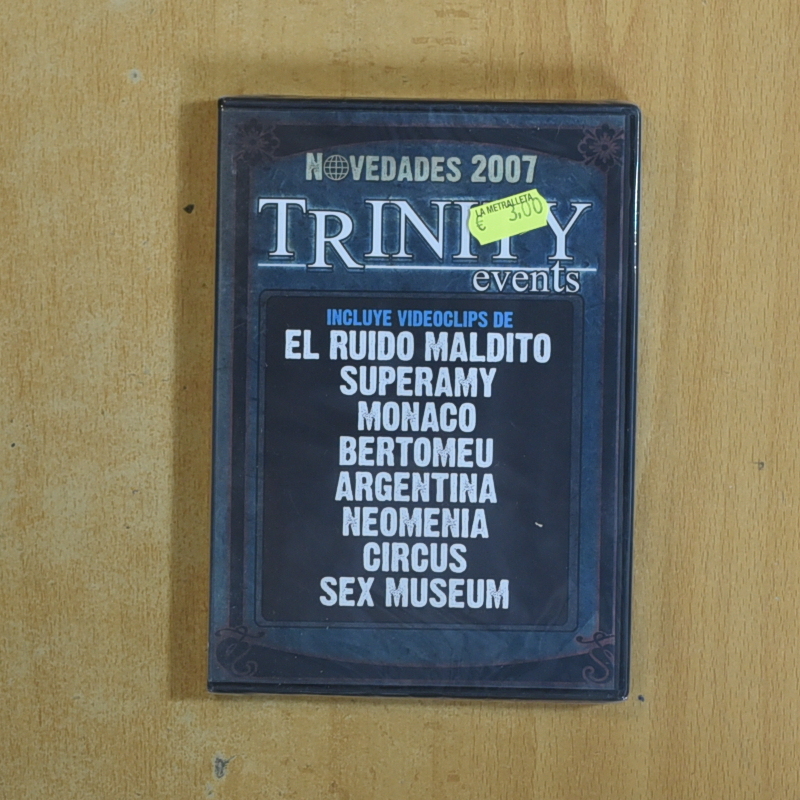 NOVEDADES 2007
TRINITY
LA METRALLETA
€ 3,00
events
INCLUYE VIDEOCLIPS DE
EL RUIDO MALDITO
SUPERAMY
MONACO
BERTOMEU
ARGENTINA
NEOMENIA
CIRCUS
SEX MUSEUM